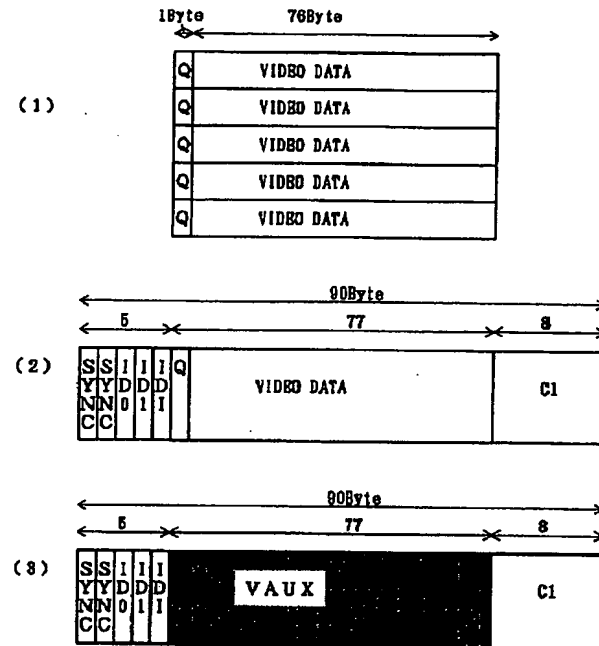 1Byte 76Byte
(1)
Q VIDEO DATA
Q VIDEO DATA
Q VIDEO DATA
Q VIDEO DATA
Q VIDEO DATA
90Byte
5 77 8
(2) SYNC SYNC ID0 ID1 IDI Q VIDEO DATA C1
90Byte
5 77 8
(3) SYNC SYNC ID0 ID1 IDI VAUX C1